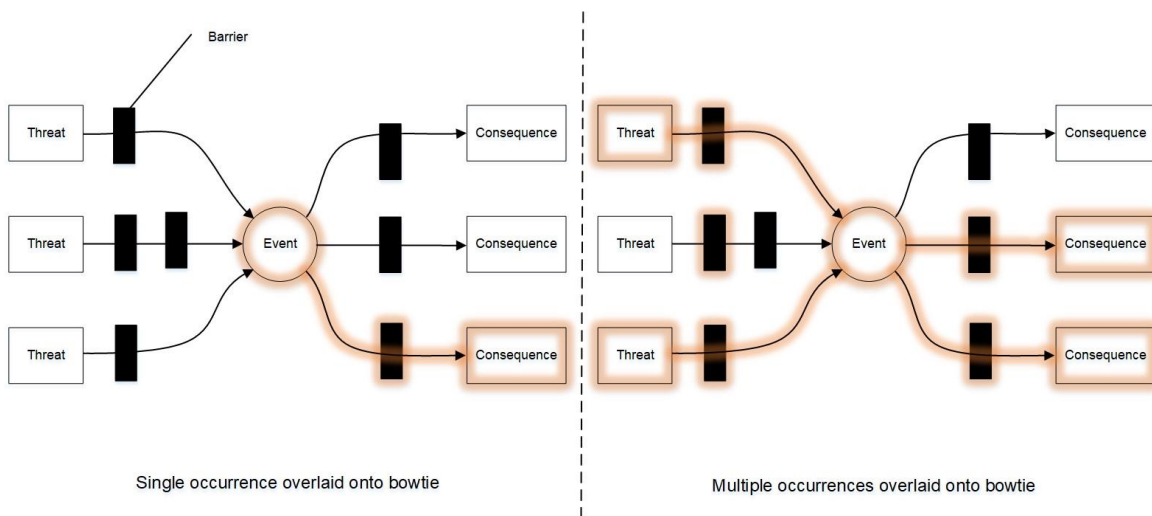 Barrier
Threat
Consequence
Threat
Event
Consequence
Threat
Consequence
Single occurrence overlaid onto bowtie
Threat
Consequence
Threat
Event
Consequence
Threat
Consequence
Multiple occurrences overlaid onto bowtie